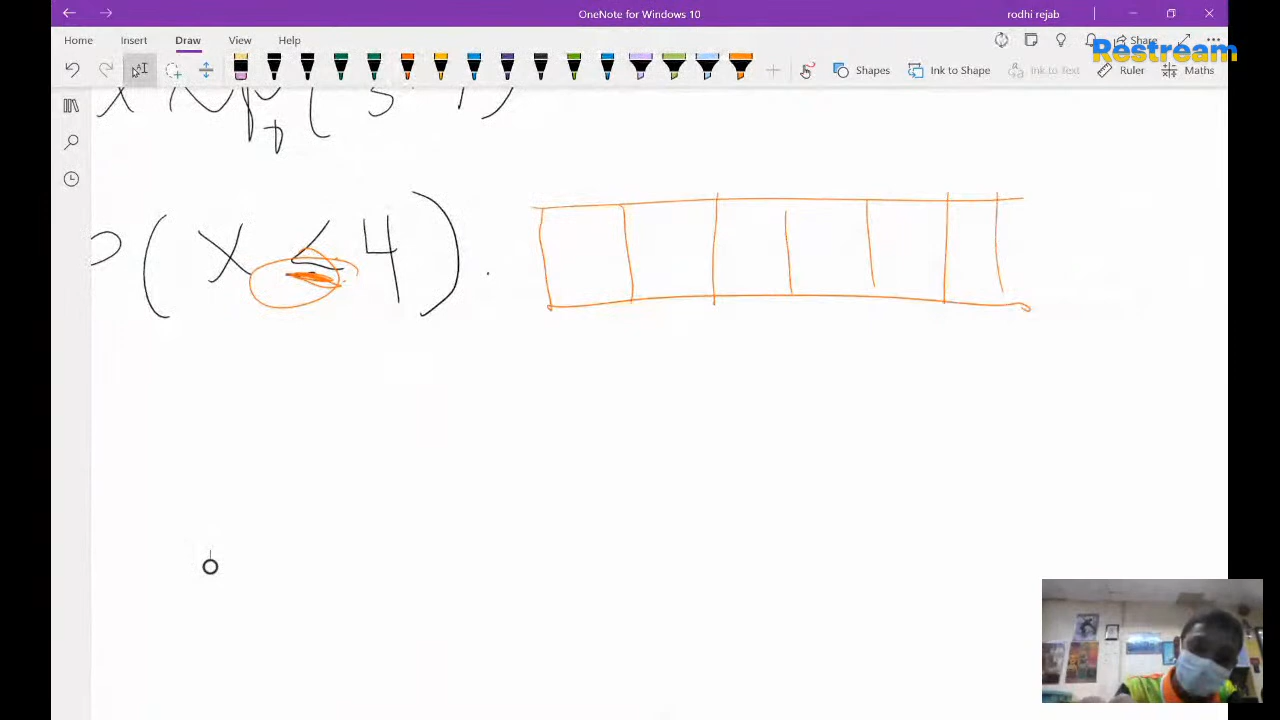 OneNote for Windows 10
rodhi rejab
Home Insert Draw View Help
Share
Restream
Shapes Ink to Shape Ink to Text Ruler Maths
P(X ≤ 4)